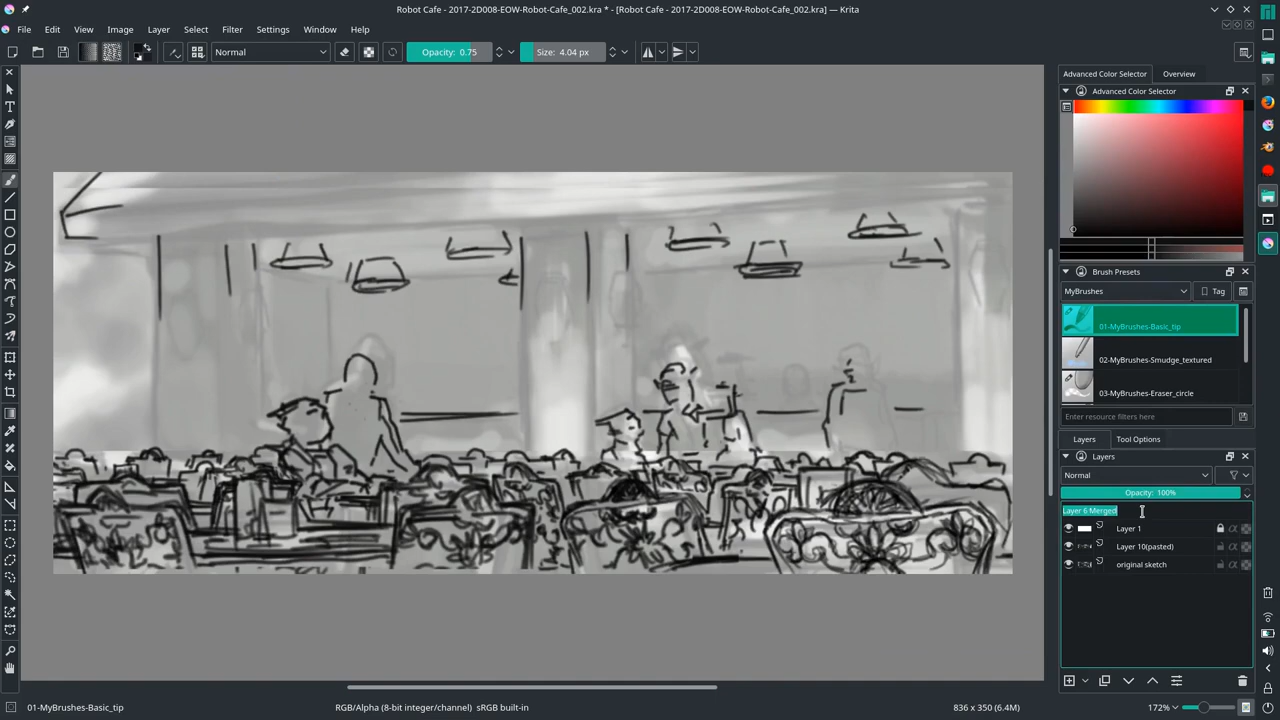 Robot Cafe - 2017-2D008-EOW-Robot-Cafe_002.kra * - [Robot Cafe - 2017-2D008-EOW-Robot-Cafe_002.kra] — Krita
File Edit View Image Layer Select Filter Settings Window Help
Normal Opacity: 0.75 Size: 4.04 px
Advanced Color Selector Overview
Advanced Color Selector
Brush Presets
MyBrushes Tag
01-MyBrushes-Basic_tip
02-MyBrushes-Smudge_textured
03-MyBrushes-Eraser_circle
Enter resource filters here
Layers Tool Options
Layers
Normal
Opacity: 100%
Layer 6 Merged
Layer 1
Layer 10(pasted)
original sketch
01-MyBrushes-Basic_tip RGB/Alpha (8-bit integer/channel) sRGB built-in 836 x 350 (6.4M) 172%